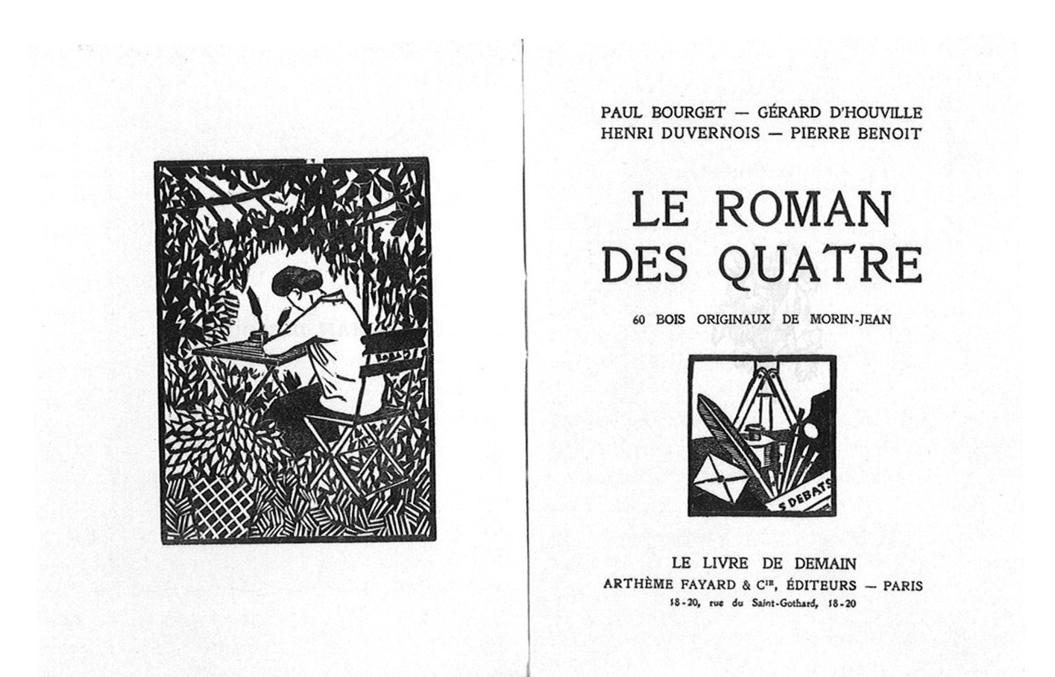 PAUL BOURGET — GÉRARD D'HOUVILLE
HENRI DUVERNOIS — PIERRE BENOIT
LE ROMAN
DES QUATRE
60 BOIS ORIGINAUX DE MORIN-JEAN
S DEBATS
LE LIVRE DE DEMAIN
ARTHÈME FAYARD & Cᴵᴱ, ÉDITEURS — PARIS
18-20, rue du Saint-Gothard, 18-20